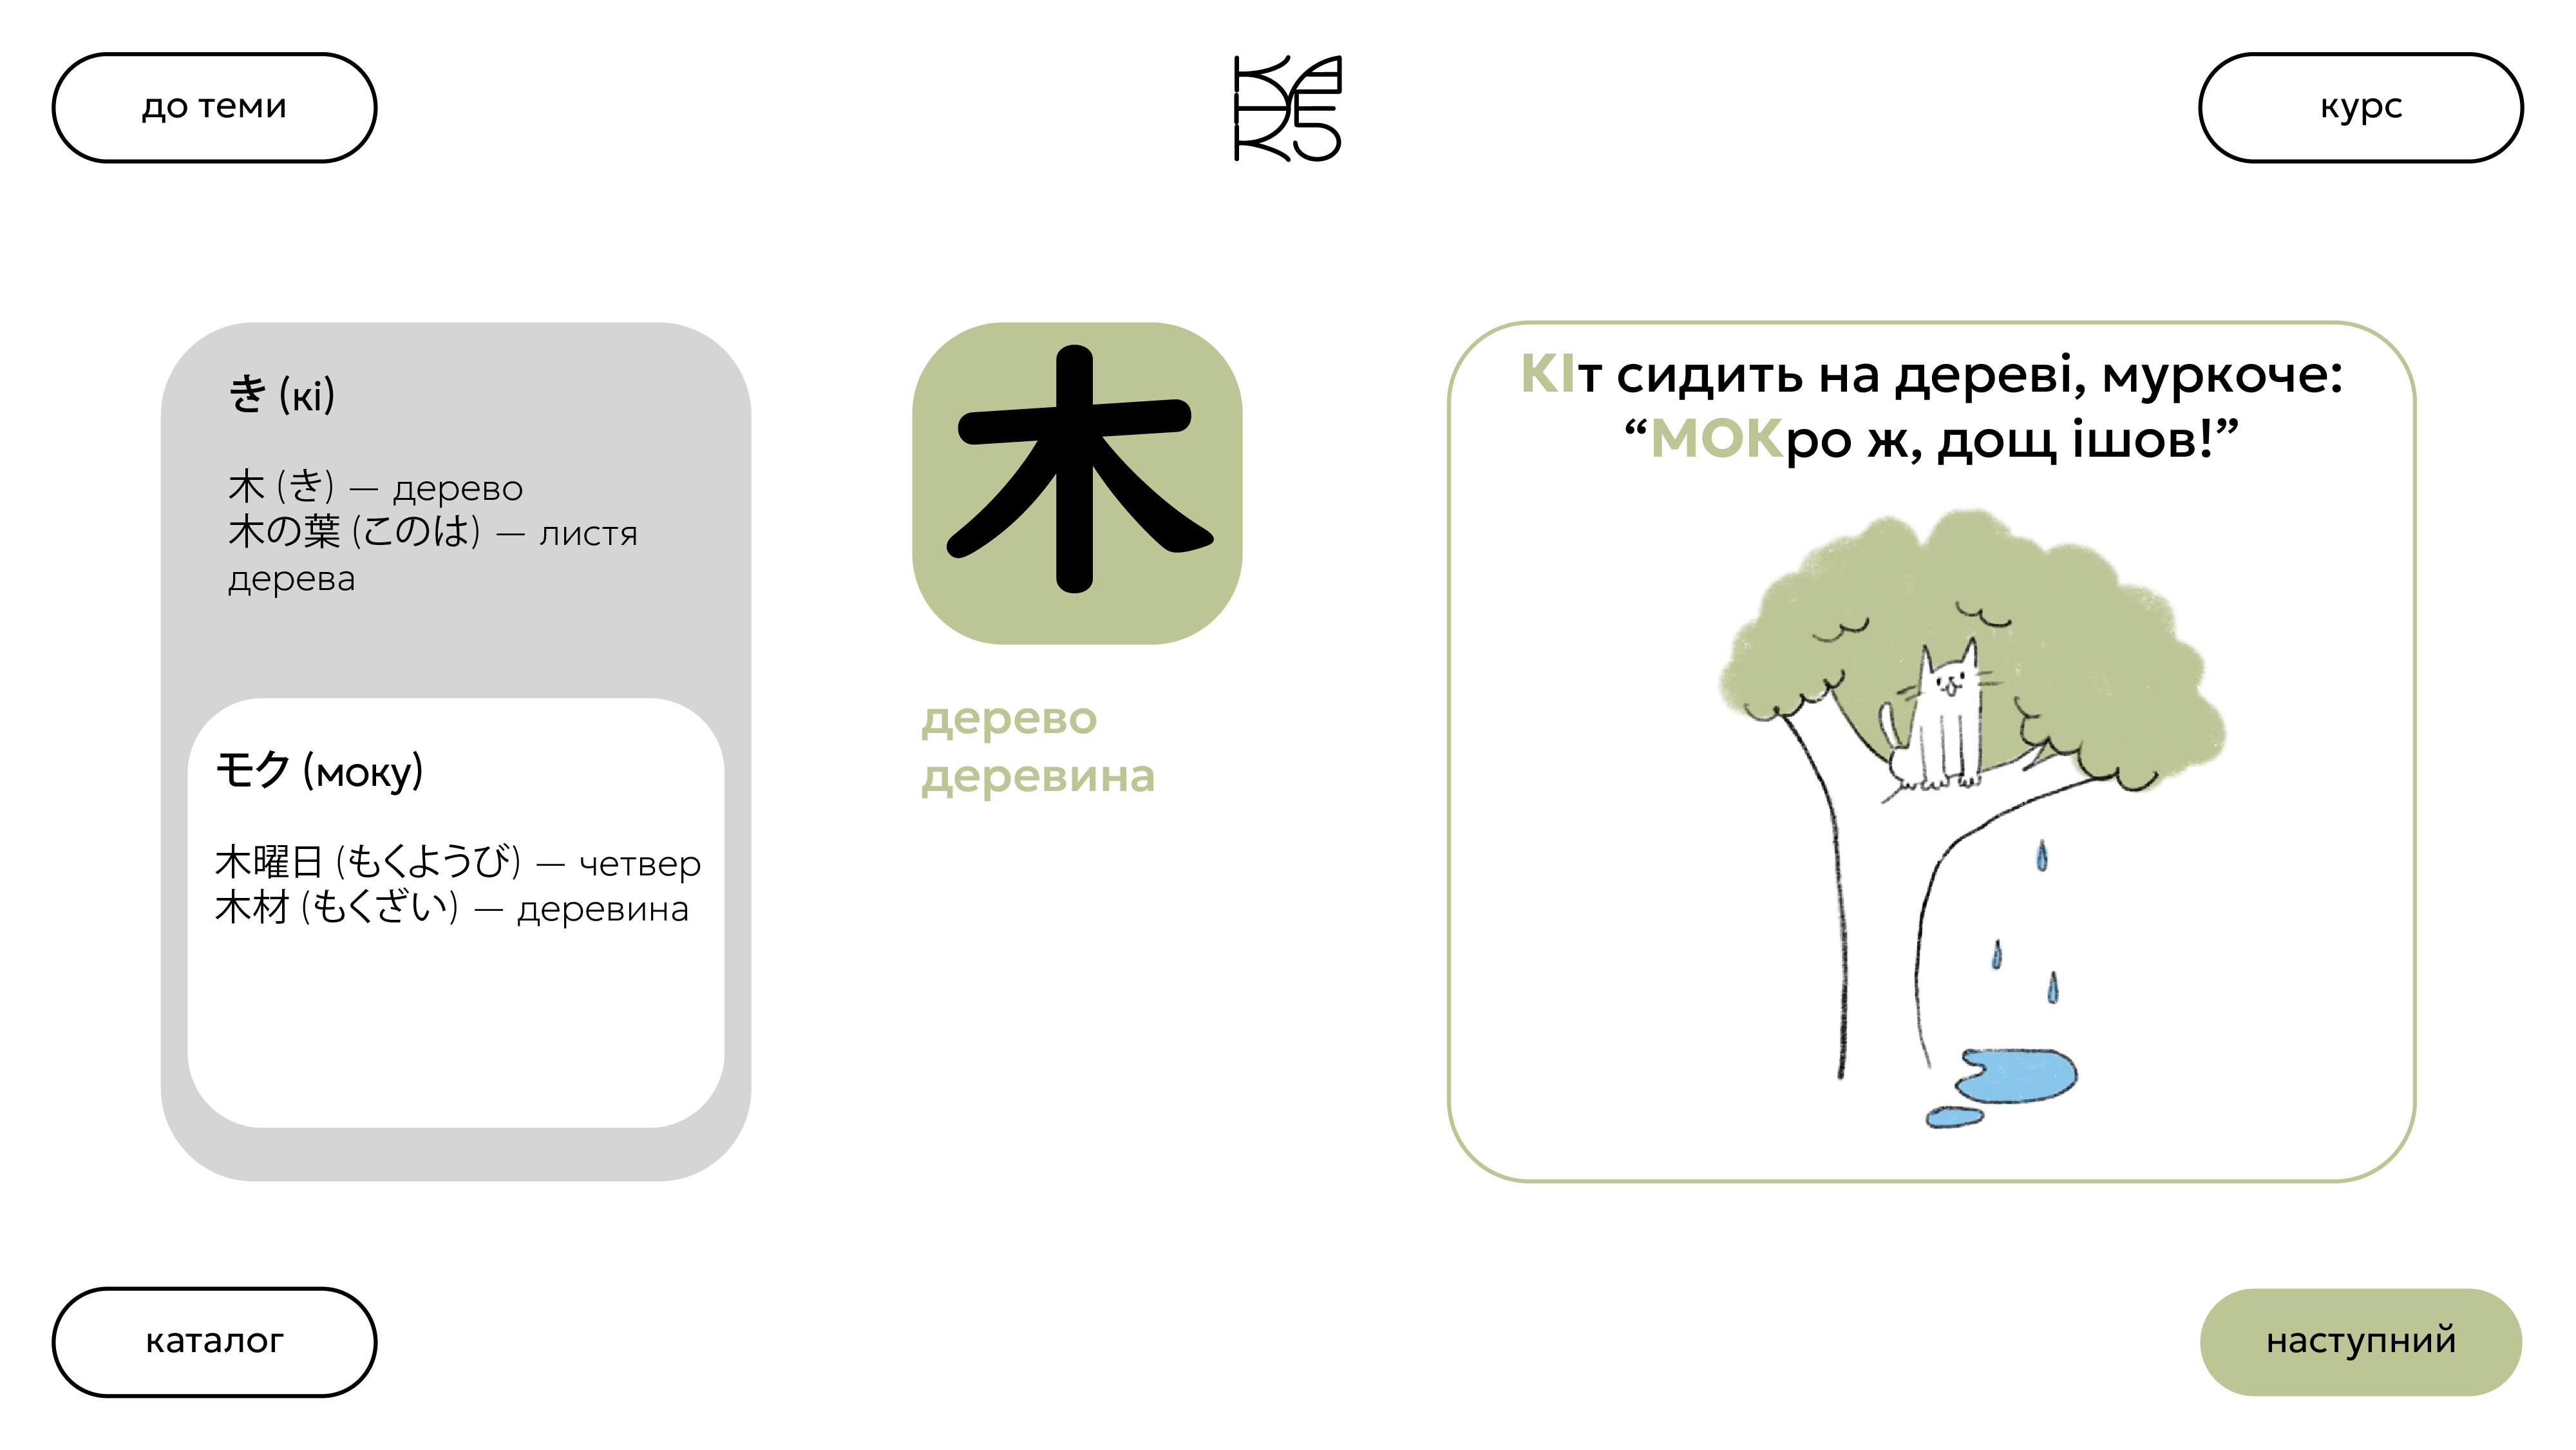 до теми
курс
き (кі)
木 (き) — дерево
木の葉 (このは) — листя
дерева
モク (моку)
木曜日 (もくようび) — четвер
木材 (もくざい) — деревина
木
дерево
деревина
КІт сидить на дереві, муркоче:
“МОКро ж, дощ ішов!”
каталог
наступний